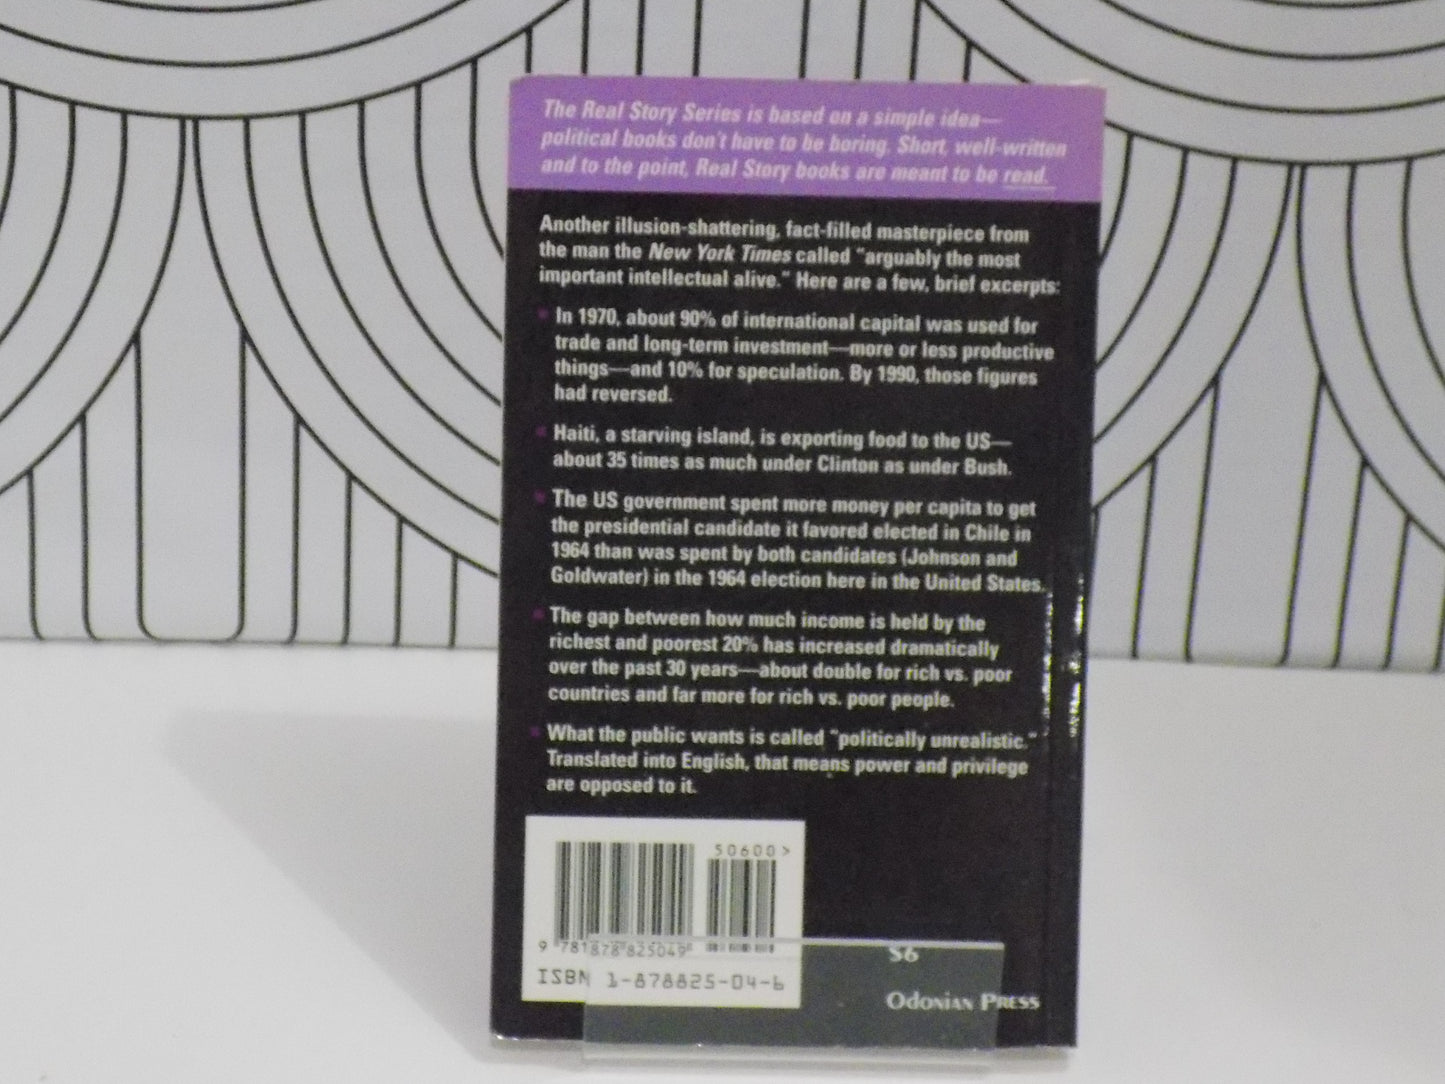 The Real Story Series is based on a simple idea—
political books don't have to be boring. Short, well-written
and to the point, Real Story books are meant to be read.
Another illusion-shattering, fact-filled masterpiece from
the man the New York Times called "arguably the most
important intellectual alive." Here are a few, brief excerpts:
In 1970, about 90% of international capital was used for
trade and long-term investment—more or less productive
things—and 10% for speculation. By 1990, those figures
had reversed.
Haiti, a starving island, is exporting food to the US—
about 35 times as much under Clinton as under Bush.
The US government spent more money per capita to get
the presidential candidate it favored elected in Chile in
1964 than was spent by both candidates (Johnson and
Goldwater) in the 1964 election here in the United States.
The gap between how much income is held by the
richest and poorest 20% has increased dramatically
over the past 30 years—about double for rich vs. poor
countries and far more for rich vs. poor people.
What the public wants is called "politically unrealistic."
Translated into English, that means power and privilege
are opposed to it.
50600>
9 781878 825049
ISBN 1-878825-04-6
$6
Odonian Press